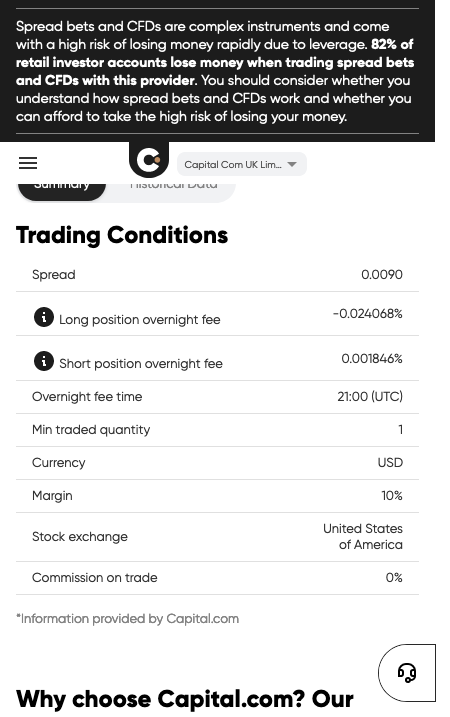 Spread bets and CFDs are complex instruments and come
with a high risk of losing money rapidly due to leverage. 82% of
retail investor accounts lose money when trading spread bets
and CFDs with this provider. You should consider whether you
understand how spread bets and CFDs work and whether you
can afford to take the high risk of losing your money.
Capital Com UK Lim...
Summary Historical Data
Trading Conditions
Spread 0.0090
Long position overnight fee -0.024068%
Short position overnight fee 0.001846%
Overnight fee time 21:00 (UTC)
Min traded quantity 1
Currency USD
Margin 10%
Stock exchange United States
of America
Commission on trade 0%
*Information provided by Capital.com
Why choose Capital.com? Our